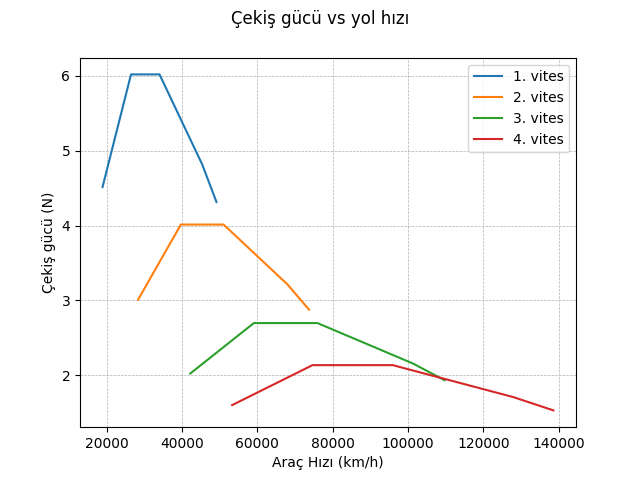 Çekiş gücü vs yol hızı
1. vites
2. vites
3. vites
4. vites
6
5
4
3
2
Çekiş gücü (N)
20000 40000 60000 80000 100000 120000 140000
Araç Hızı (km/h)